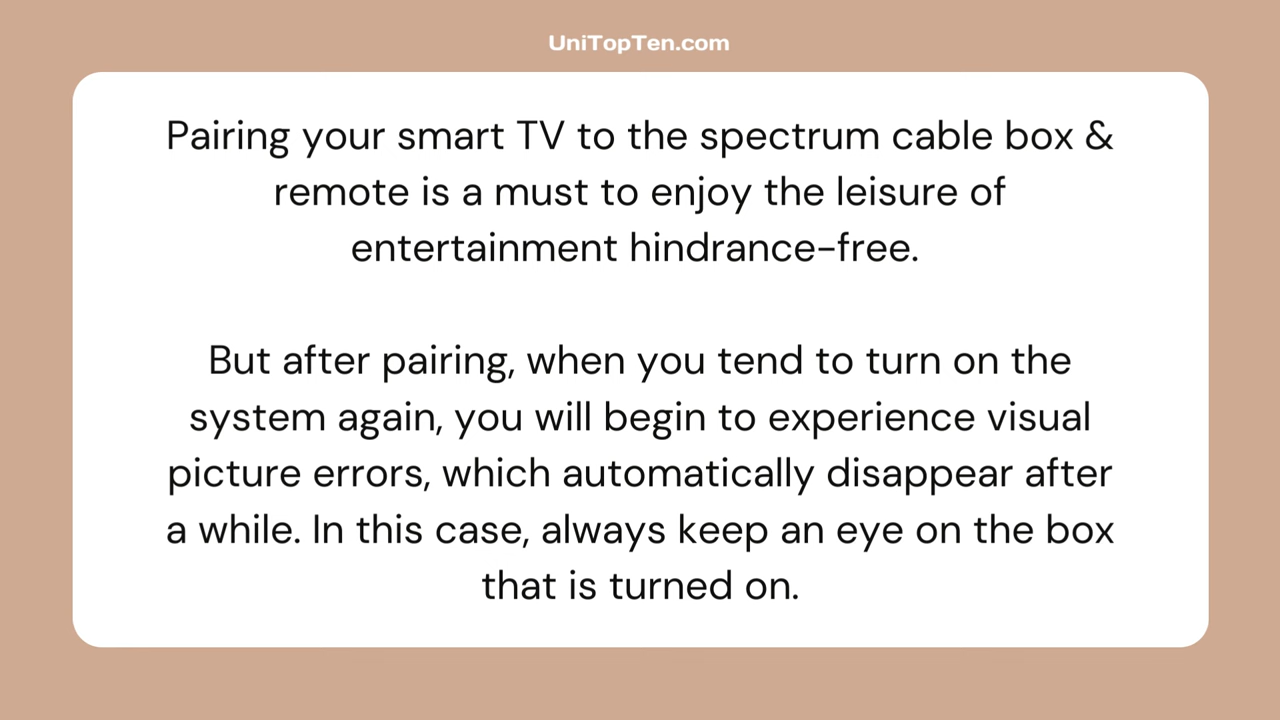 UniTopTen.com
Pairing your smart TV to the spectrum cable box &
remote is a must to enjoy the leisure of
entertainment hindrance-free.
But after pairing, when you tend to turn on the
system again, you will begin to experience visual
picture errors, which automatically disappear after
a while. In this case, always keep an eye on the box
that is turned on.